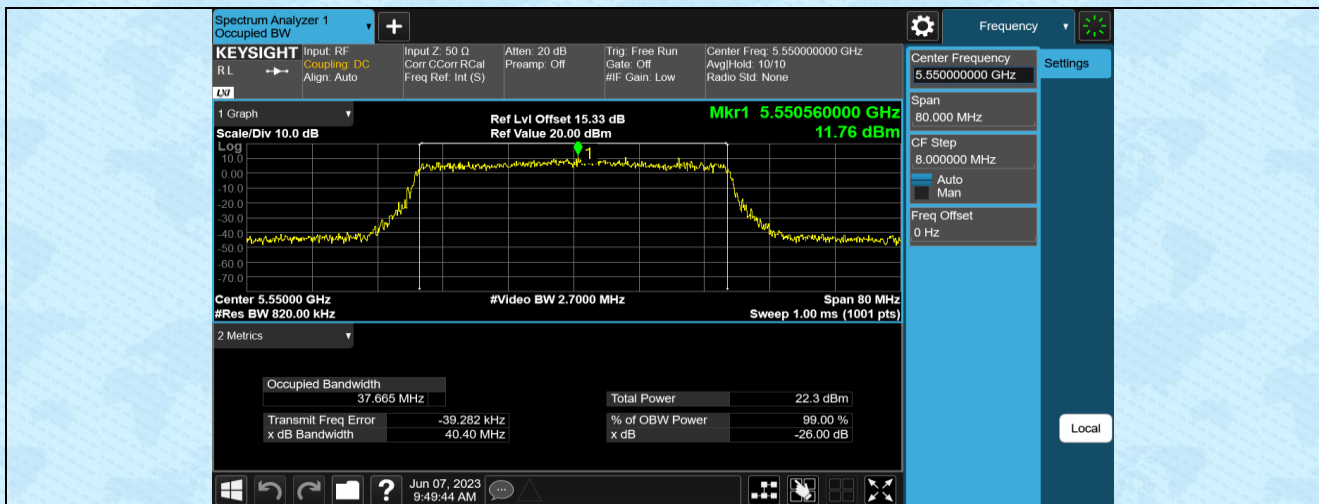 Spectrum Analyzer 1
Occupied BW
Frequency
KEYSIGHT
R L
LXI
Input: RF
Coupling: DC
Align: Auto
Input Z: 50 Ω
Corr CCorr RCal
Freq Ref: Int (S)
Atten: 20 dB
Preamp: Off
Trig: Free Run
Gate: Off
#IF Gain: Low
Center Freq: 5.550000000 GHz
Avg|Hold: 10/10
Radio Std: None
Center Frequency
5.550000000 GHz
Settings
Span
80.000 MHz
CF Step
8.000000 MHz
Auto
Man
Freq Offset
0 Hz
1 Graph
Scale/Div 10.0 dB
Ref Lvl Offset 15.33 dB
Ref Value 20.00 dBm
Mkr1 5.550560000 GHz
11.76 dBm
Log
10.0
0.00
-10.0
-20.0
-30.0
-40.0
-50.0
-60.0
-70.0
1
Center 5.55000 GHz
#Video BW 2.7000 MHz
Span 80 MHz
#Res BW 820.00 kHz
Sweep 1.00 ms (1001 pts)
2 Metrics
Occupied Bandwidth
37.665 MHz
Total Power 22.3 dBm
Transmit Freq Error -39.282 kHz
% of OBW Power 99.00 %
x dB Bandwidth 40.40 MHz
x dB -26.00 dB
Local
?
Jun 07, 2023
9:49:44 AM